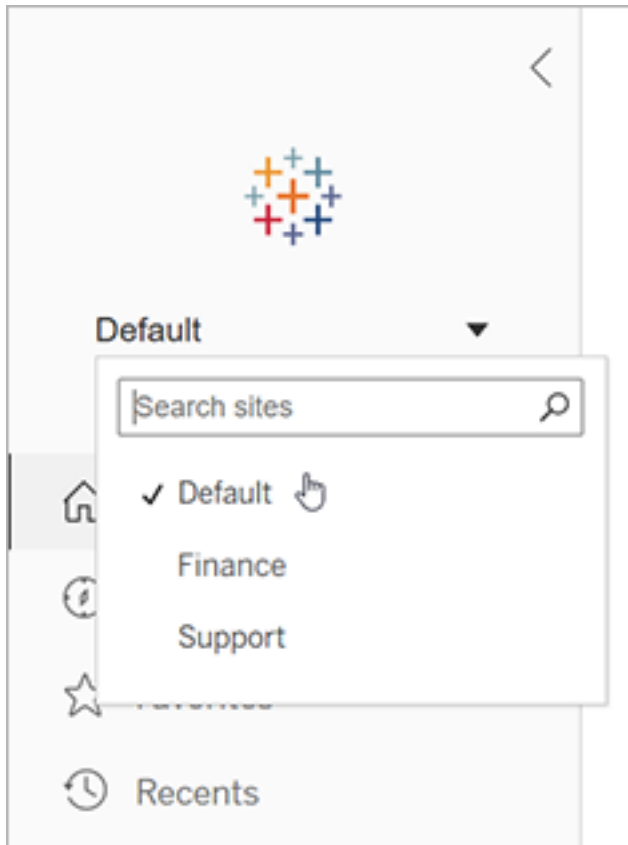 Default
Search sites
Default
Finance
Support
Recents